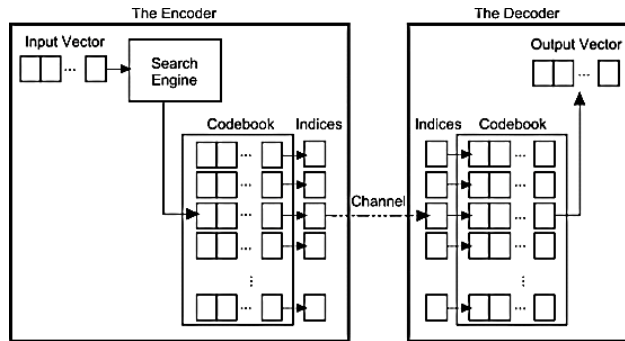 The Encoder
Input Vector
...
Search
Engine
Codebook
Indices
...
...
...
...
...
Channel
The Decoder
Output Vector
...
Indices
Codebook
...
...
...
...
...